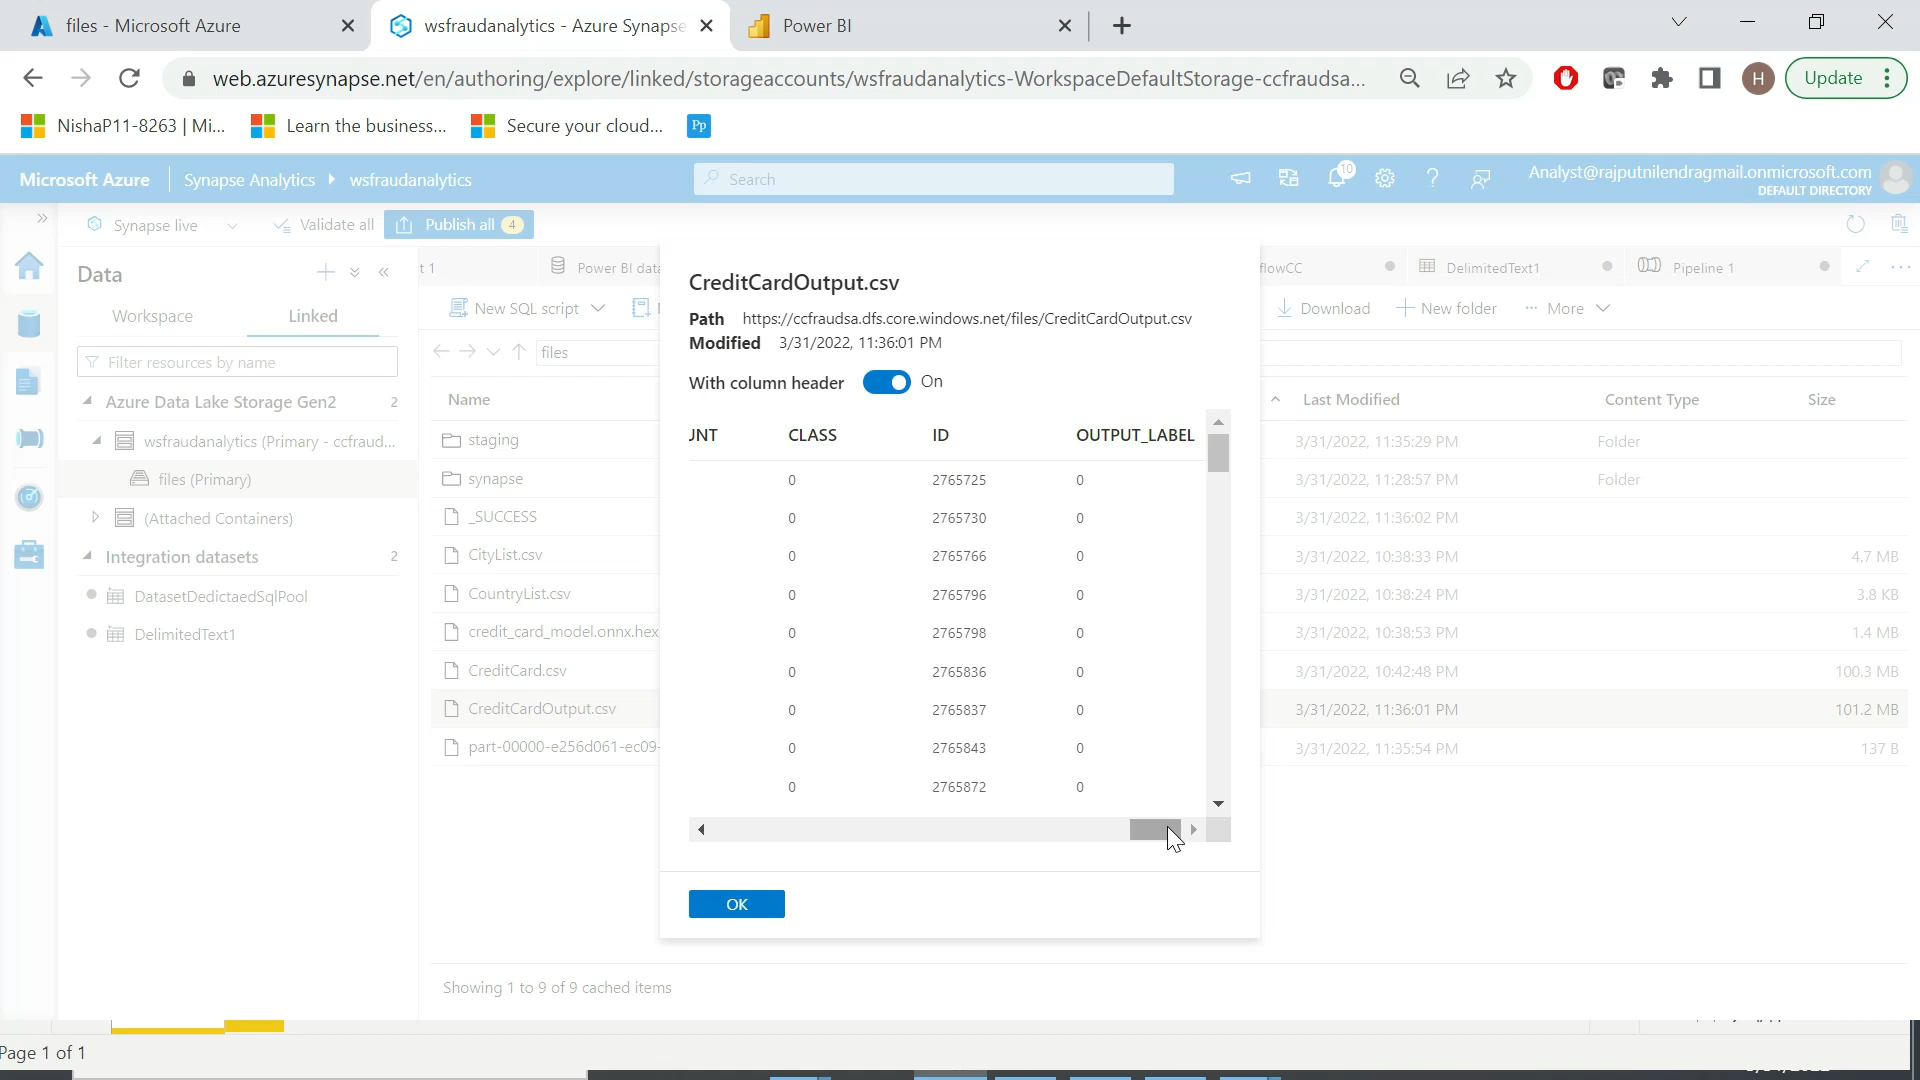 files - Microsoft Azure
wsfraudanalytics - Azure Synapse
Power BI
web.azuresynapse.net/en/authoring/explore/linked/storageaccounts/wsfraudanalytics-WorkspaceDefaultStorage-ccfraudsa...
H
Update
NishaP11-8263 | Mi...
Learn the business...
Secure your cloud...
Pp
Microsoft Azure
Synapse Analytics
wsfraudanalytics
Search
10
Analyst@rajputnilendragmail.onmicrosoft.com
DEFAULT DIRECTORY
Synapse live
Validate all
Publish all 4
Data
t 1
Power BI data
flowCC
DelimitedText1
Pipeline 1
Workspace
Linked
New SQL script
Download
New folder
More
Filter resources by name
files
Azure Data Lake Storage Gen2 2
wsfraudanalytics (Primary - ccfraud...
files (Primary)
(Attached Containers)
Integration datasets 2
DatasetDedictaedSqlPool
DelimitedText1
Name
Last Modified
Content Type
Size
staging 3/31/2022, 11:35:29 PM Folder
synapse 3/31/2022, 11:28:57 PM Folder
_SUCCESS 3/31/2022, 11:36:02 PM
CityList.csv 3/31/2022, 10:38:33 PM 4.7 MB
CountryList.csv 3/31/2022, 10:38:24 PM 3.8 KB
credit_card_model.onnx.hex 3/31/2022, 10:38:53 PM 1.4 MB
CreditCard.csv 3/31/2022, 10:42:48 PM 100.3 MB
CreditCardOutput.csv 3/31/2022, 11:36:01 PM 101.2 MB
part-00000-e256d061-ec09- 3/31/2022, 11:35:54 PM 137 B
CreditCardOutput.csv
Path https://ccfraudsa.dfs.core.windows.net/files/CreditCardOutput.csv
Modified 3/31/2022, 11:36:01 PM
With column header On
JNT CLASS ID OUTPUT_LABEL
0 2765725 0
0 2765730 0
0 2765766 0
0 2765796 0
0 2765798 0
0 2765836 0
0 2765837 0
0 2765843 0
0 2765872 0
OK
Showing 1 to 9 of 9 cached items
Page 1 of 1